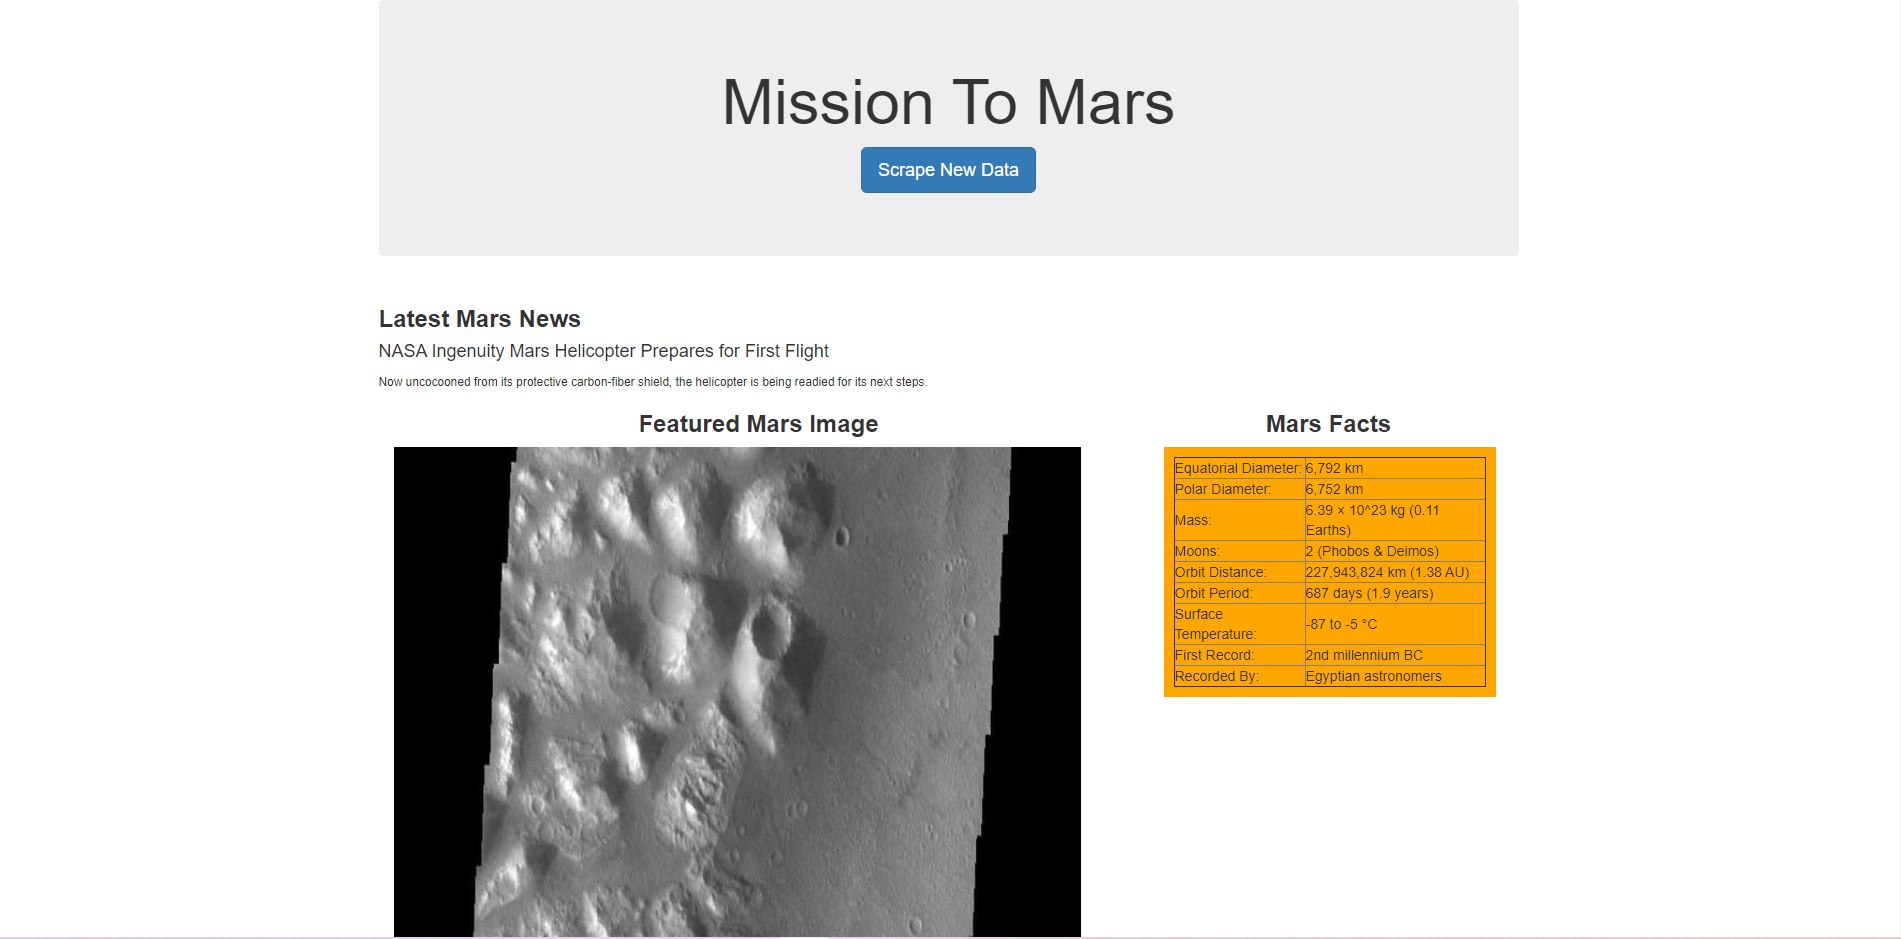 Mission To Mars
Scrape New Data
Latest Mars News
NASA Ingenuity Mars Helicopter Prepares for First Flight
Now uncocooned from its protective carbon-fiber shield, the helicopter is being readied for its next steps.
Featured Mars Image
Mars Facts
Equatorial Diameter: 6,792 km
Polar Diameter: 6,752 km
Mass: 6.39 × 10^23 kg (0.11
Earths)
Moons: 2 (Phobos & Deimos)
Orbit Distance: 227,943,824 km (1.38 AU)
Orbit Period: 687 days (1.9 years)
Surface
Temperature: -87 to -5 °C
First Record: 2nd millennium BC
Recorded By: Egyptian astronomers